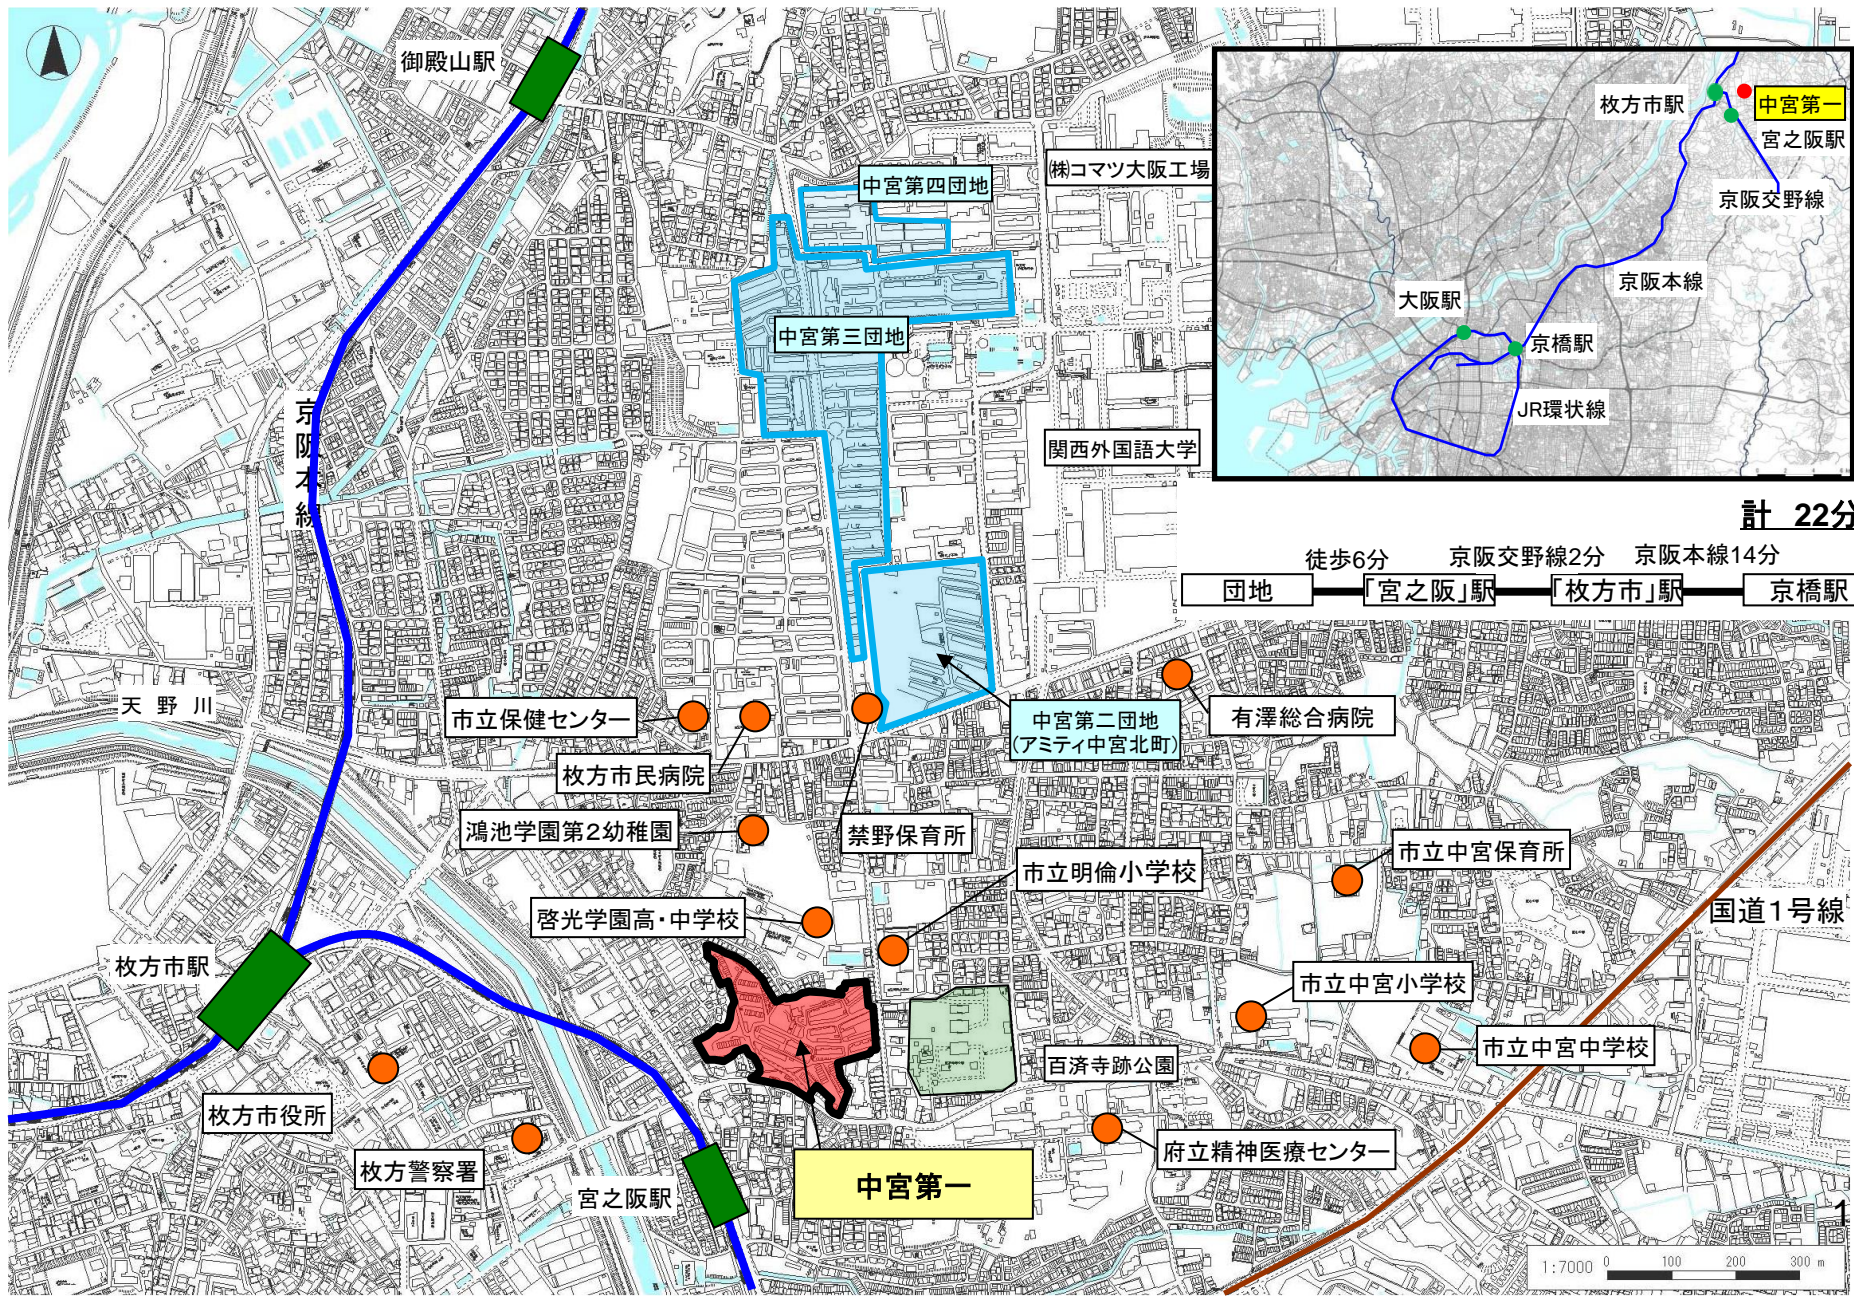 御殿山駅
㈱コマツ大阪工場
中宮第四団地
中宮第三団地
関西外国語大学
京阪本線
枚方市駅
中宮第一
宮之阪駅
京阪交野線
京阪本線
大阪駅
京橋駅
JR環状線
計 22分
徒歩6分 京阪交野線2分 京阪本線14分
団地 「宮之阪」駅 「枚方市」駅 京橋駅
天野川
市立保健センター
枚方市民病院
中宮第二団地
(アミティ中宮北町)
有澤総合病院
鴻池学園第2幼稚園
禁野保育所
市立明倫小学校
市立中宮保育所
啓光学園高・中学校
国道1号線
枚方市駅
市立中宮小学校
市立中宮中学校
百済寺跡公園
枚方市役所
枚方警察署
宮之阪駅
中宮第一
府立精神医療センター
1
1:7000 0 100 200 300 m